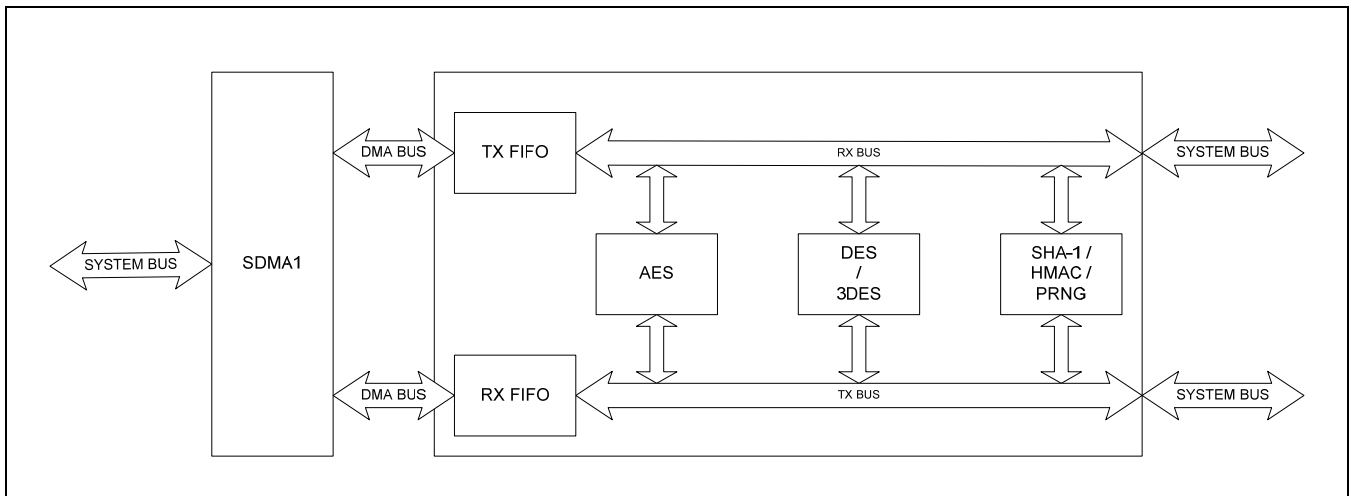 DMA BUS
TX FIFO
RX BUS
SYSTEM BUS
SYSTEM BUS
SDMA1
AES
DES
/
3DES
SHA-1 /
HMAC /
PRNG
DMA BUS
RX FIFO
TX BUS
SYSTEM BUS